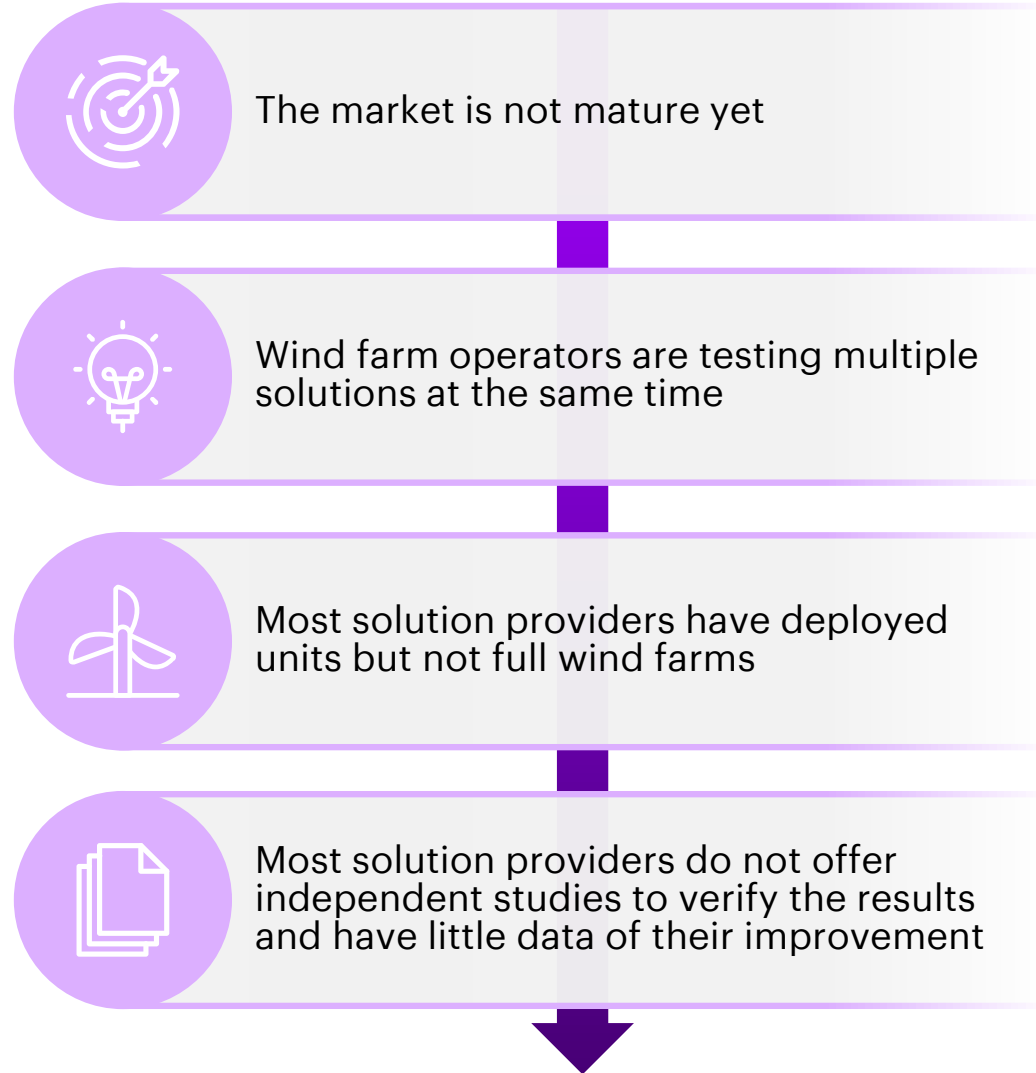 The market is not mature yet
Wind farm operators are testing multiple
solutions at the same time
Most solution providers have deployed
units but not full wind farms
Most solution providers do not offer
independent studies to verify the results
and have little data of their improvement